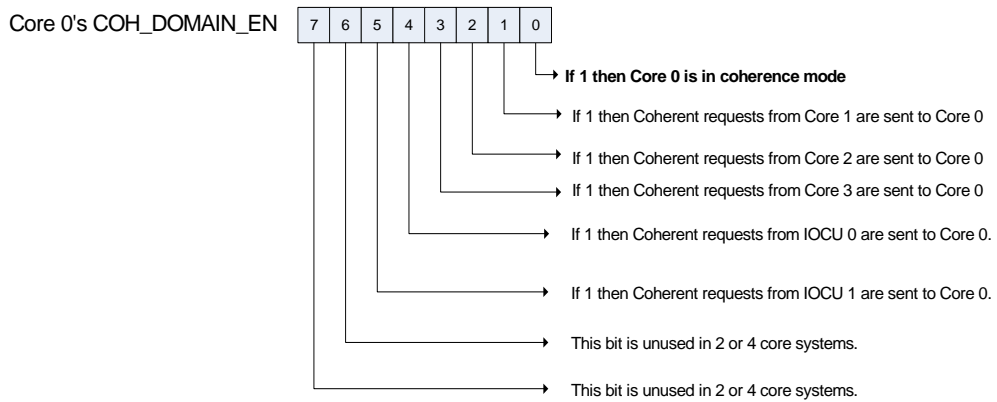 Core 0's COH_DOMAIN_EN 7 6 5 4 3 2 1 0
If 1 then Core 0 is in coherence mode
If 1 then Coherent requests from Core 1 are sent to Core 0
If 1 then Coherent requests from Core 2 are sent to Core 0
If 1 then Coherent requests from Core 3 are sent to Core 0
If 1 then Coherent requests from IOCU 0 are sent to Core 0.
If 1 then Coherent requests from IOCU 1 are sent to Core 0.
This bit is unused in 2 or 4 core systems.
This bit is unused in 2 or 4 core systems.